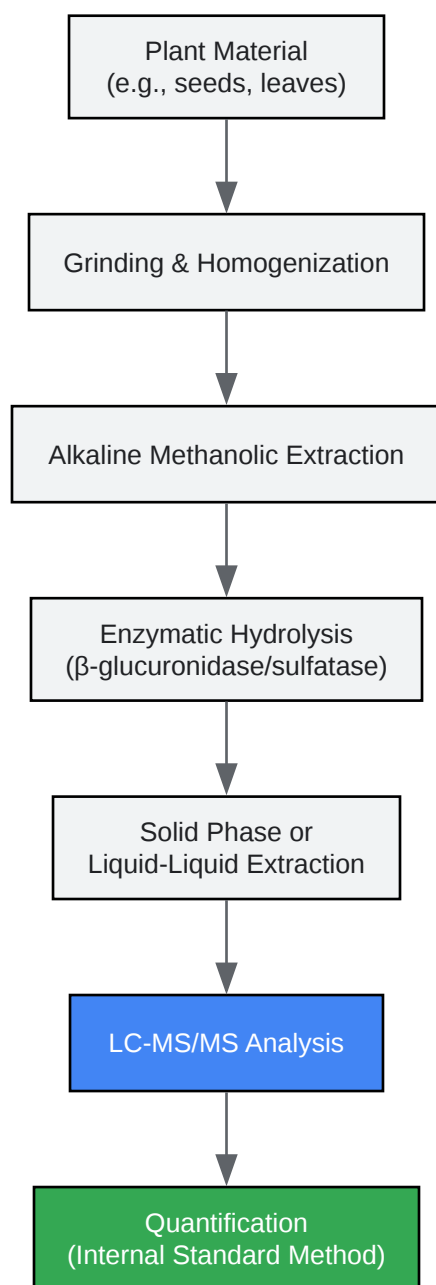 Plant Material
(e.g., seeds, leaves)
Grinding & Homogenization
Alkaline Methanolic Extraction
Enzymatic Hydrolysis
(β-glucuronidase/sulfatase)
Solid Phase or
Liquid-Liquid Extraction
LC-MS/MS Analysis
Quantification
(Internal Standard Method)